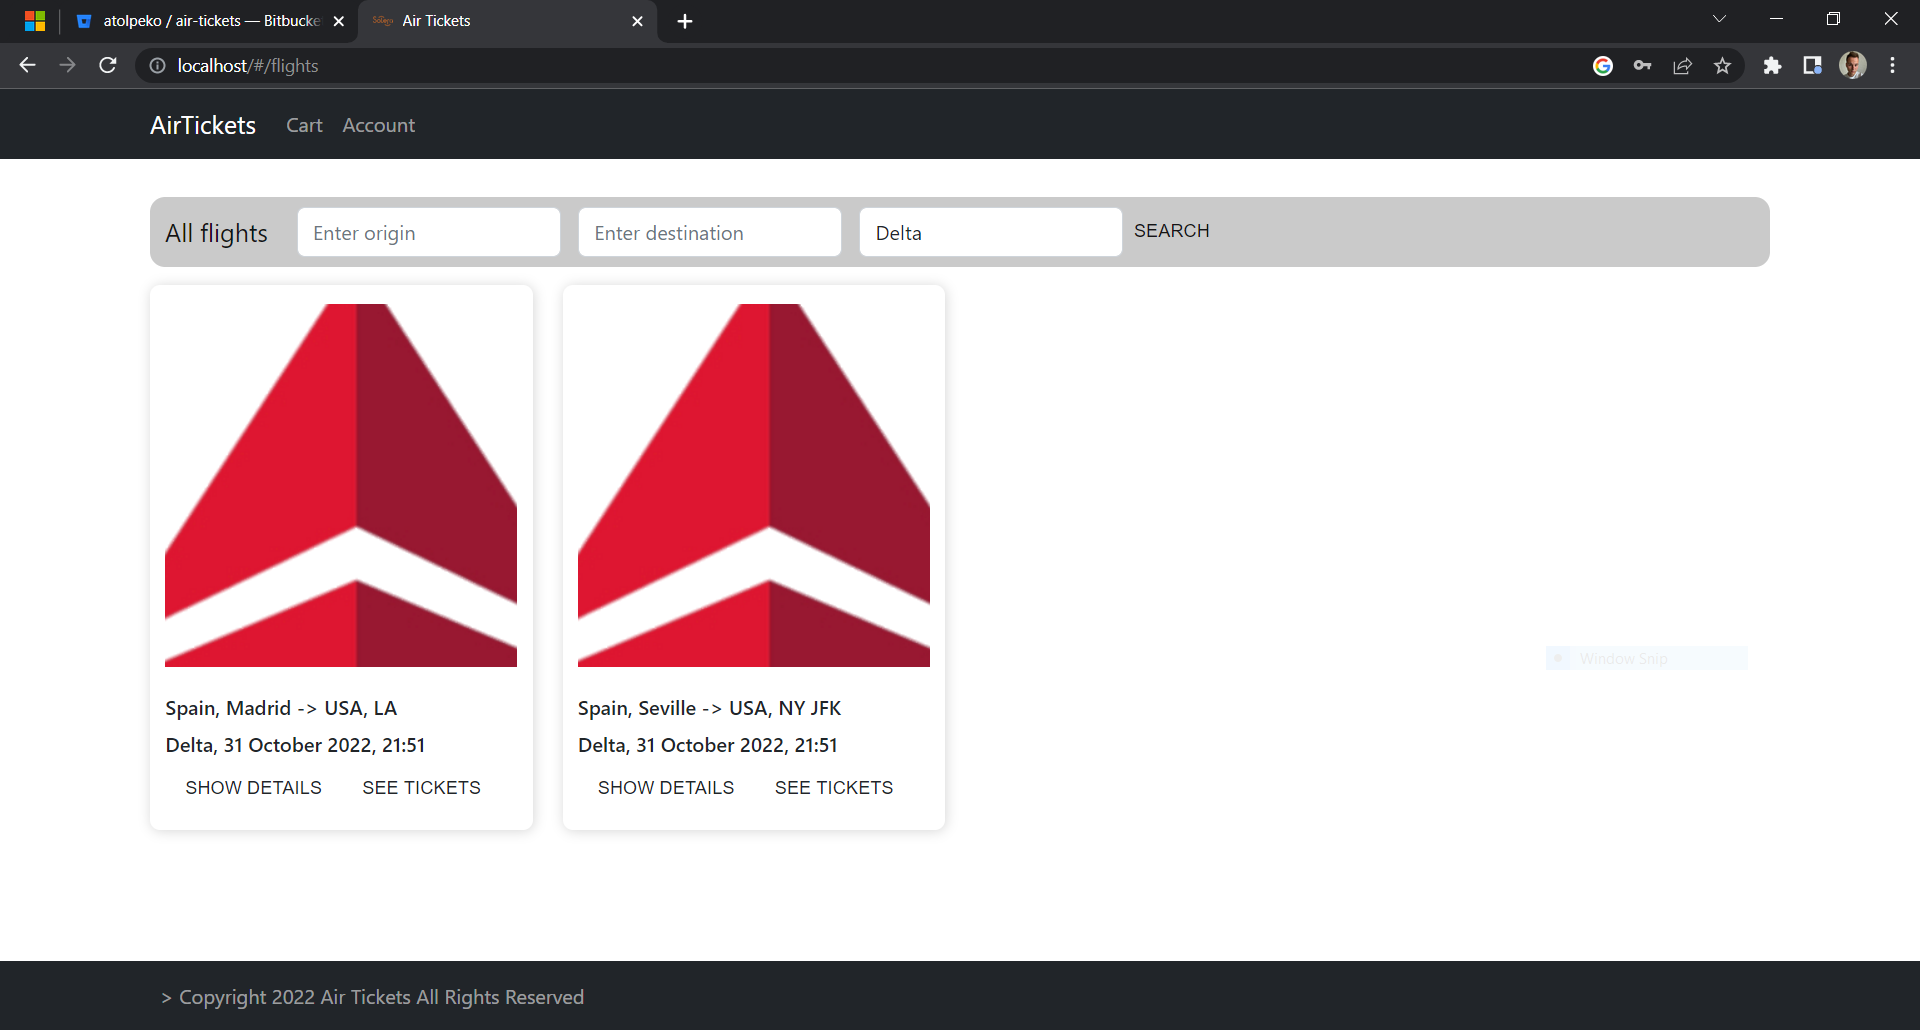 atolpeko / air-tickets — Bitbucke
Air Tickets
localhost/#/flights
AirTickets
Cart
Account
All flights
Enter origin
Enter destination
Delta
SEARCH
Spain, Madrid -> USA, LA
Delta, 31 October 2022, 21:51
SHOW DETAILS
SEE TICKETS
Spain, Seville -> USA, NY JFK
Delta, 31 October 2022, 21:51
SHOW DETAILS
SEE TICKETS
Window Snip
> Copyright 2022 Air Tickets All Rights Reserved